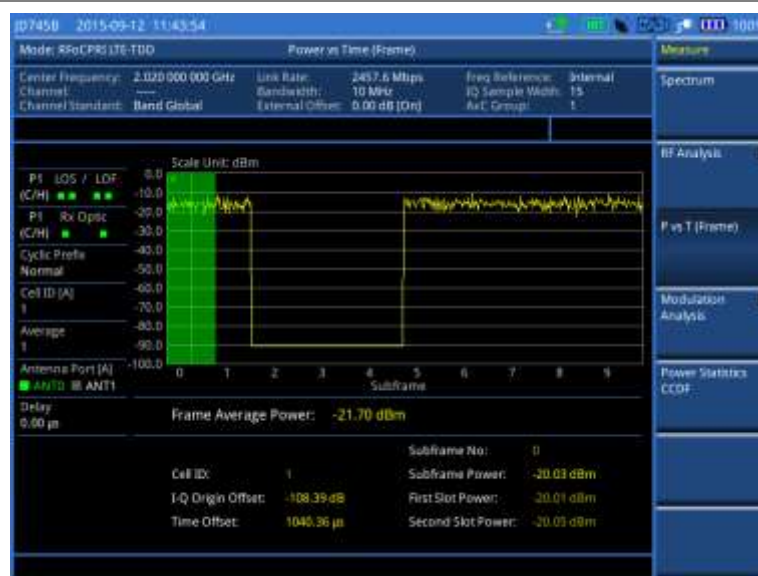 JD745B 2015-09-12 11:43:54
INT
100%
Mode: RFoCPRI LTE-TDD Power vs Time (Frame)
Center Frequency: 2.020 000 000 GHz Link Rate: 2457.6 Mbps Freq Reference: Internal
Channel: ---- Bandwidth: 10 MHz IQ Sample Width: 15
Channel Standard: Band Global External Offset: 0.00 dB [On] AxC Group: 1
Measure
Spectrum
RF Analysis
P vs T (Frame)
Modulation
Analysis
Power Statistics
CCDF
P1 LOS / LOF
(C/H)
P1 Rx Optic
(C/H)
Cyclic Prefix
Normal
Cell ID [A]
1
Average
1
Antenna Port [A]
ANT0 ANT1
Delay
0.00 µs
Scale Unit: dBm
0.0
-10.0
-20.0
-30.0
-40.0
-50.0
-60.0
-70.0
-80.0
-90.0
-100.0
0 1 2 3 4 5 6 7 8 9
Subframe
Frame Average Power: -21.70 dBm
Subframe No: 0
Cell ID: 1 Subframe Power: -20.03 dBm
I-Q Origin Offset: -108.39 dB First Slot Power: -20.01 dBm
Time Offset: 1040.36 µs Second Slot Power: -20.05 dBm